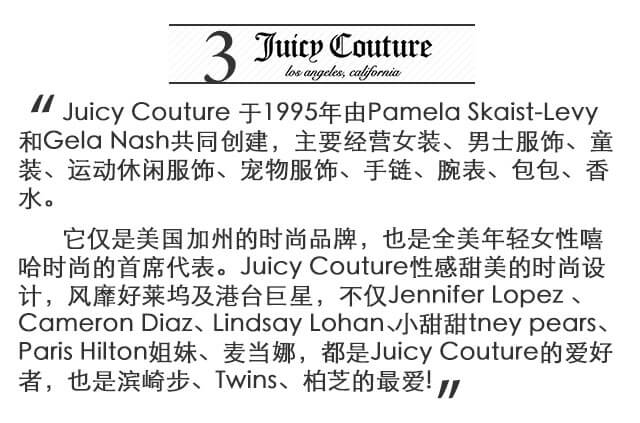 3 Juicy Couture
los angeles, california
“ Juicy Couture 于1995年由Pamela Skaist-Levy
和Gela Nash共同创建，主要经营女装、男士服饰、童
装、运动休闲服饰、宠物服饰、手链、腕表、包包、香
水。
它仅是美国加州的时尚品牌，也是全美年轻女性嘻
哈时尚的首席代表。Juicy Couture性感甜美的时尚设
计，风靡好莱坞及港台巨星，不仅Jennifer Lopez 、
Cameron Diaz、Lindsay Lohan、小甜甜tney pears、
Paris Hilton姐妹、麦当娜，都是Juicy Couture的爱好
者，也是滨崎步、Twins、柏芝的最爱! ”